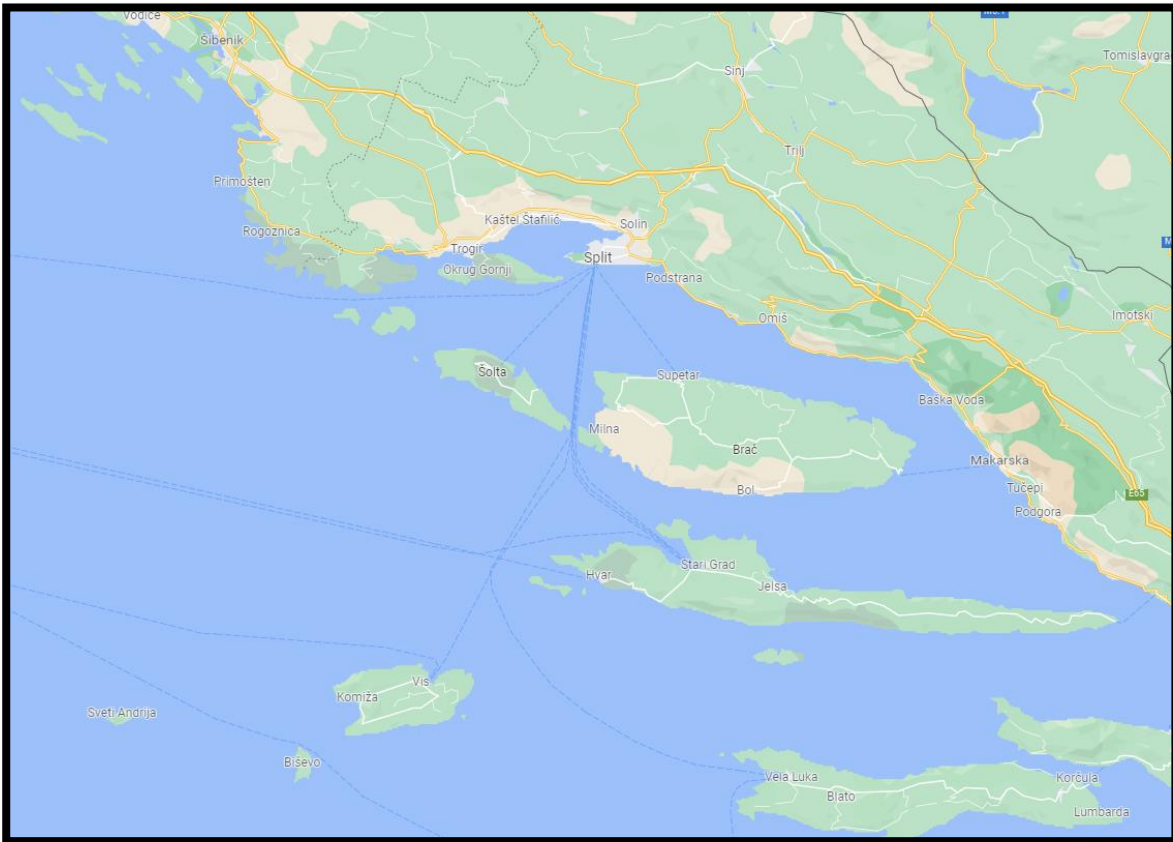 Vodice
Šibenik
Sinj
Tomislavgra
Trilj
Primošten
Kaštel Štafilić
Solin
Rogoznica
Trogir
Split
Okrug Gornji
Podstrana
Omiš
Imotski
Šolta
Supetar
Baška Voda
Milna
Brač
Makarska
Bol
Tučepi
E65
Podgora
Hvar
Stari Grad
Jelsa
Vis
Komiža
Sveti Andrija
Biševo
Vela Luka
Korčula
Blato
Lumbarda